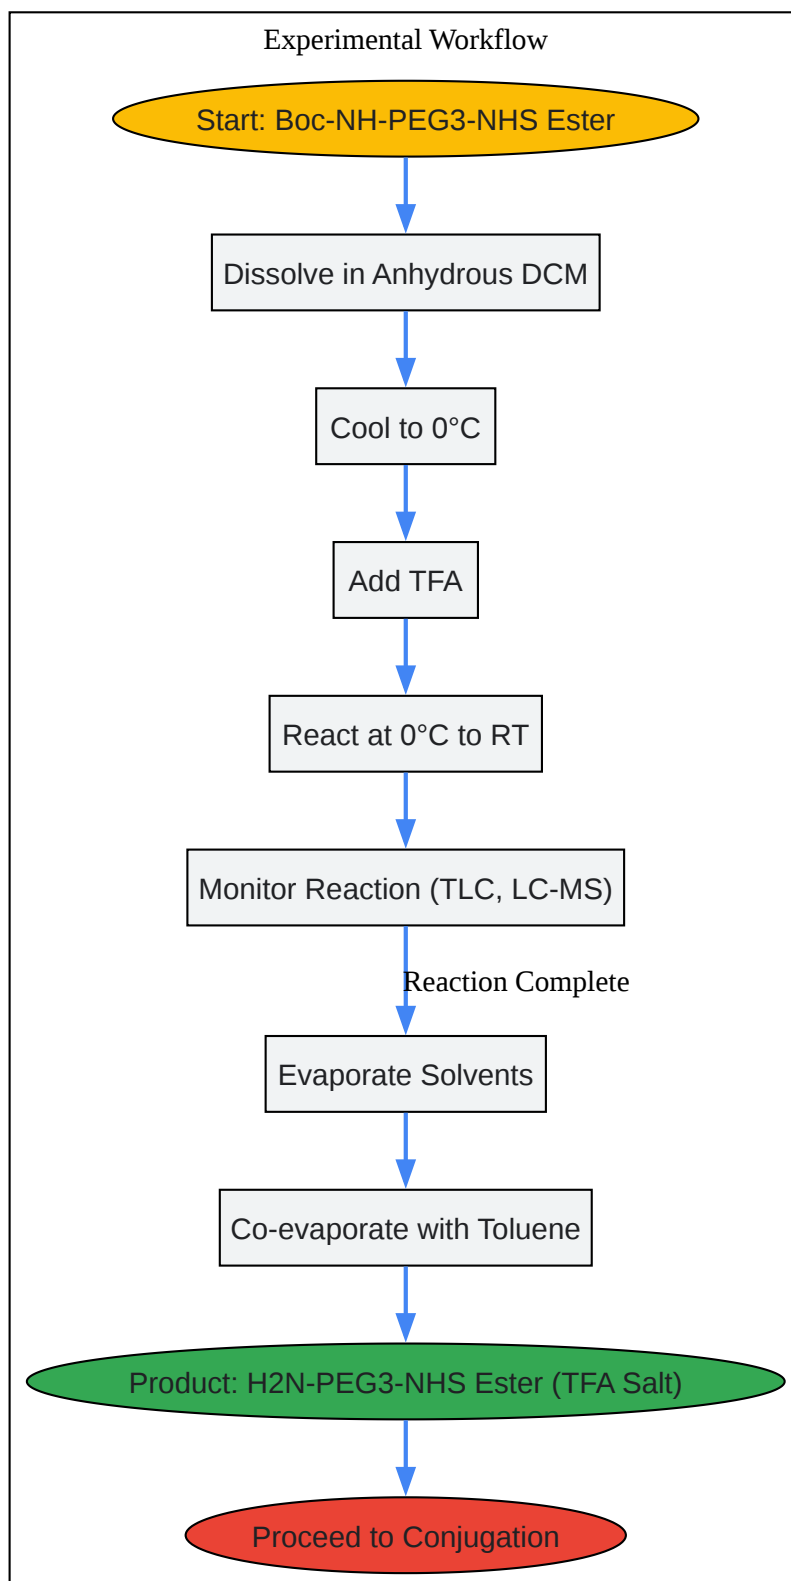 Experimental Workflow
Start: Boc-NH-PEG3-NHS Ester
Dissolve in Anhydrous DCM
Cool to 0°C
Add TFA
React at 0°C to RT
Monitor Reaction (TLC, LC-MS)
Reaction Complete
Evaporate Solvents
Co-evaporate with Toluene
Product: H2N-PEG3-NHS Ester (TFA Salt)
Proceed to Conjugation